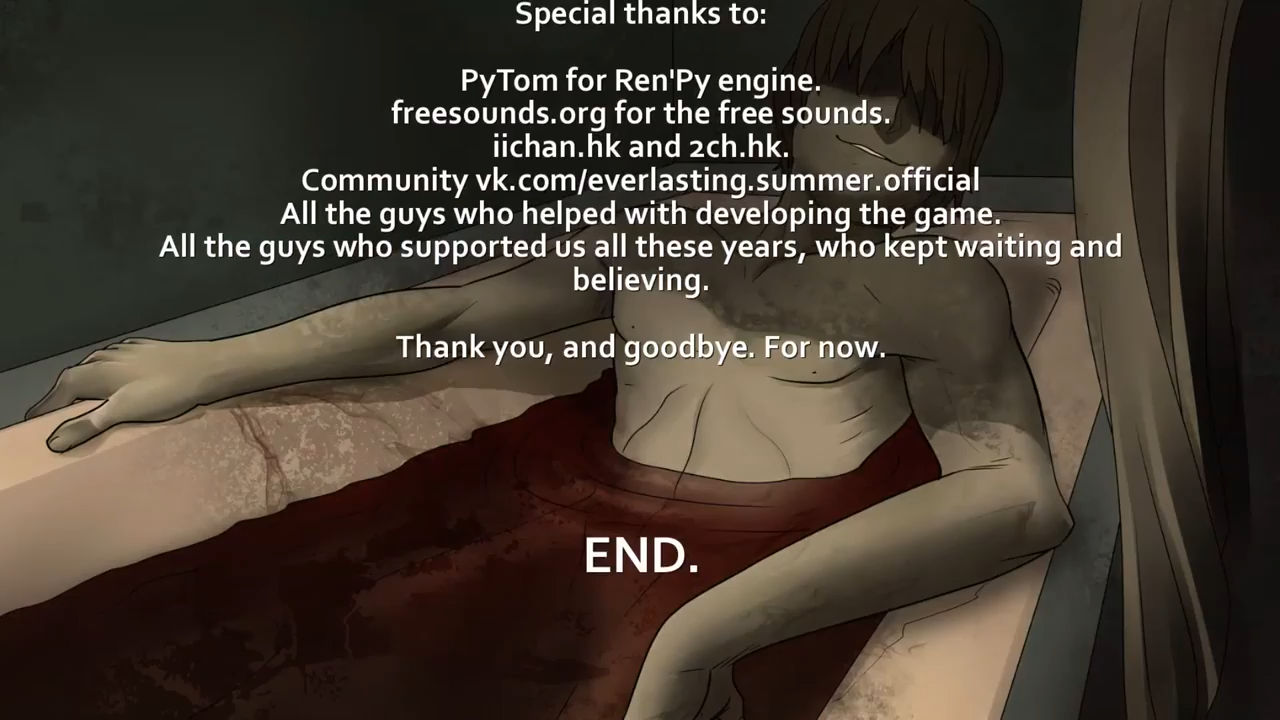 Special thanks to:
PyTom for Ren'Py engine.
freesounds.org for the free sounds.
iichan.hk and 2ch.hk.
Community vk.com/everlasting.summer.official
All the guys who helped with developing the game.
All the guys who supported us all these years, who kept waiting and
believing.
Thank you, and goodbye. For now.
END.